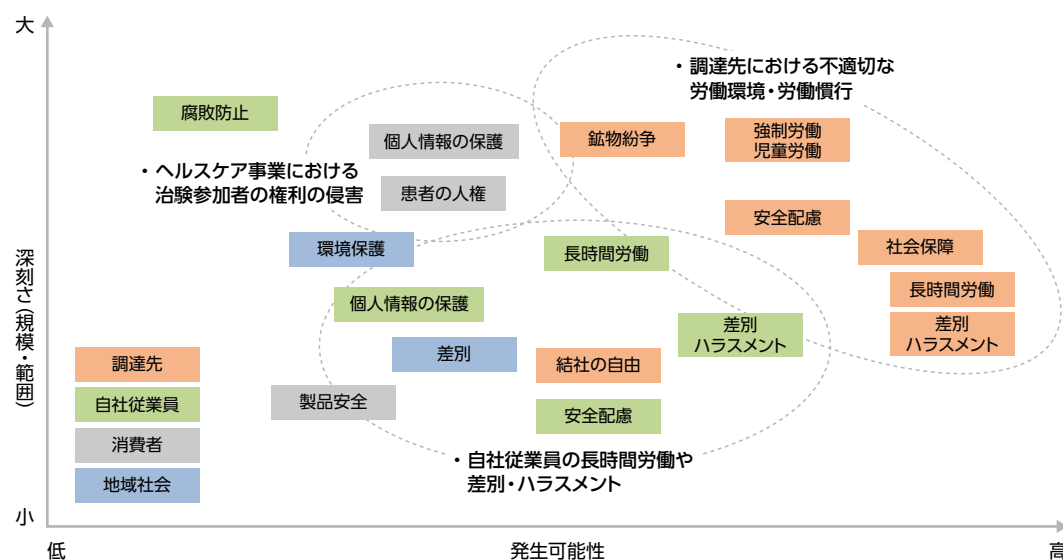 大
・調達先における不適切な
労働環境・労働慣行
腐敗防止
個人情報の保護
鉱物紛争
強制労働
児童労働
・ヘルスケア事業における
治験参加者の権利の侵害
患者の人権
安全配慮
環境保護
長時間労働
社会保障
個人情報の保護
長時間労働
差別
ハラスメント
差別
ハラスメント
深刻さ（規模・範囲）
調達先
差別
結社の自由
自社従業員
製品安全
安全配慮
消費者
・自社従業員の長時間労働や
差別・ハラスメント
地域社会
小
低
発生可能性
高